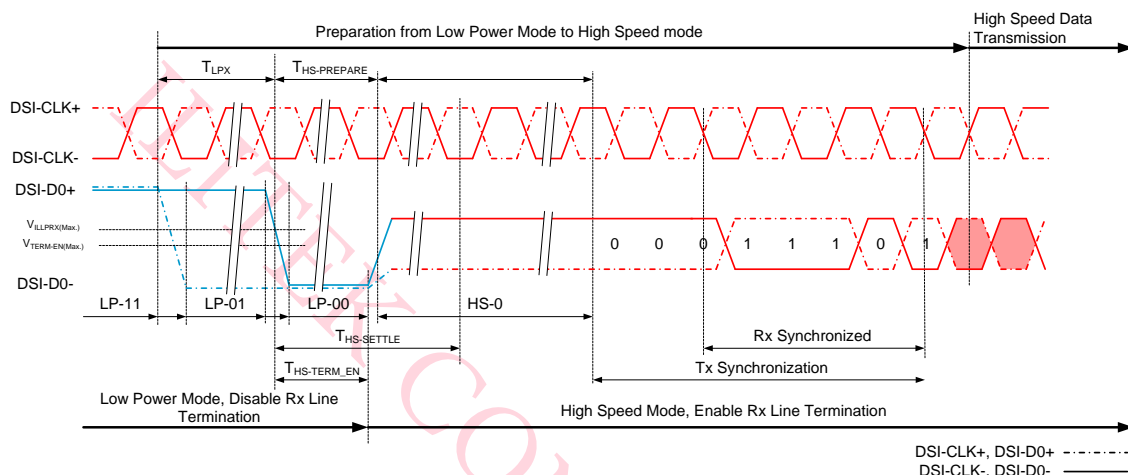 High Speed Data
Transmission
Preparation from Low Power Mode to High Speed mode
TLPX
THS-PREPARE
DSI-CLK+
DSI-CLK-
DSI-D0+
VILLPRX(Max.)
VTERM-EN(Max.)
0 0 0 1 1 1 0 1
DSI-D0-
LP-11
LP-01
LP-00
HS-0
THS-SETTLE
Rx Synchronized
THS-TERM_EN
Tx Synchronization
Low Power Mode, Disable Rx Line
Termination
High Speed Mode, Enable Rx Line Termination
DSI-CLK+, DSI-D0+
DSI-CLK-, DSI-D0-
ILITEK CON